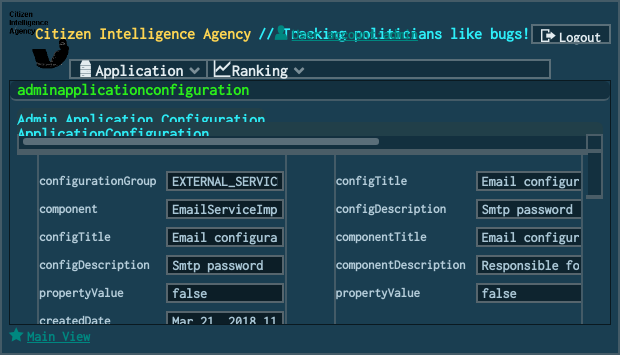 Citizen
Intelligence
Agency
Citizen Intelligence Agency // Tracking politicians like bugs!
Logout
Application
Ranking
adminapplicationconfiguration
Admin Application Configuration
ApplicationConfiguration
configurationGroup EXTERNAL_SERVIC configTitle Email configur
component EmailServiceImp configDescription Smtp password
configTitle Email configura componentTitle Email configur
configDescription Smtp password componentDescription Responsible fo
propertyValue false propertyValue false
createdDate Mar 21, 2018 11
Main View